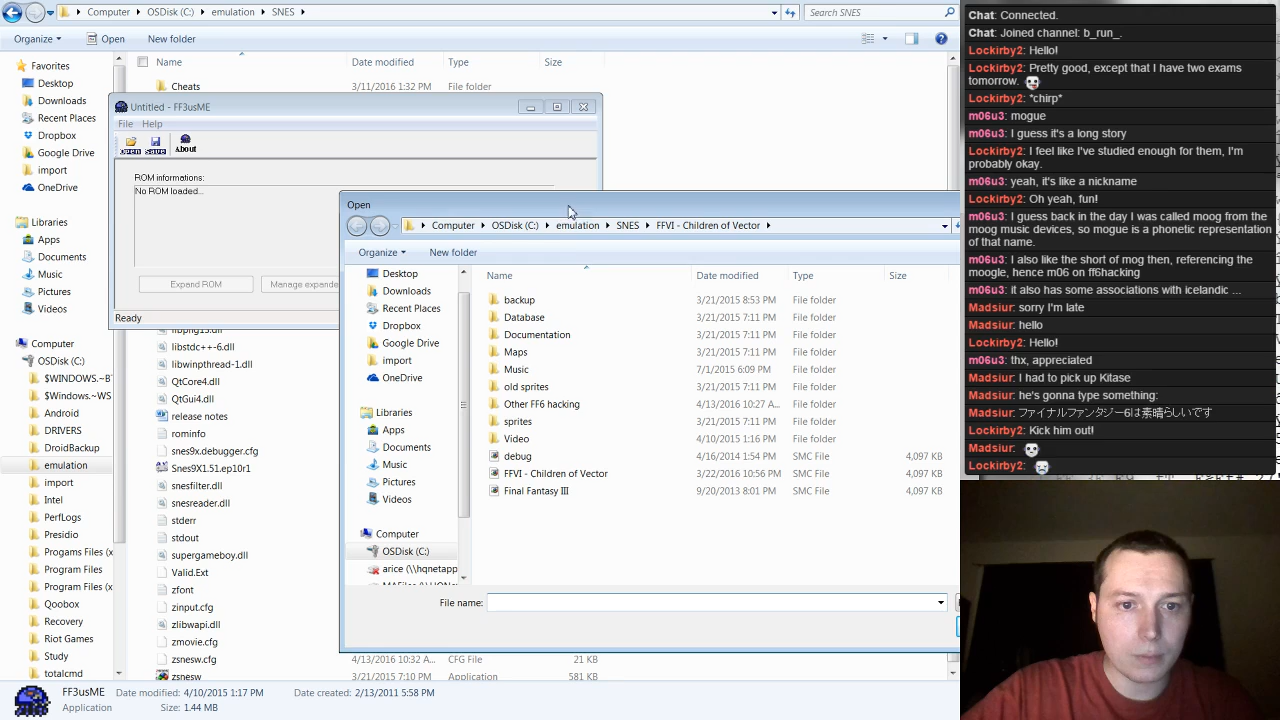 Computer ▸ OSDisk (C:) ▸ emulation ▸ SNES ▸
Search SNES
Organize ▾ Open New folder
Favorites
Desktop
Downloads
Recent Places
Dropbox
Google Drive
import
OneDrive
Libraries
Apps
Documents
Music
Pictures
Videos
Computer
OSDisk (C:)
Android
DRIVERS
DroidBackup
emulation
import
Intel
PerfLogs
Presidio
Progams Files (x
Program Files
Program Files (x
Qoobox
Recovery
Riot Games
Study
totalcmd
Name Date modified Type Size
Cheats 3/11/2016 1:32 PM File folder
Untitled - FF3usME
File Help
Open Save About
ROM informations:
No ROM loaded...
Expand ROM Manage expande
Ready
libstdc++-6.dll
libwinpthread-1.dll
QtCore4.dll
QtGui4.dll
release notes
rominfo
snes9x.debugger.cfg
Snes9X1.51.ep10r1
snesfilter.dll
snesreader.dll
stderr
stdout
supergameboy.dll
Valid.Ext
zfont
zinput.cfg
zlibwapi.dll
zmovie.cfg
zsnesw.cfg 4/13/2016 10:32 A... CFG File 21 KB
zsnesw 3/21/2015 7:10 PM Application 581 KB
Open
Computer ▸ OSDisk (C:) ▸ emulation ▸ SNES ▸ FFVI - Children of Vector ▸
Organize ▾ New folder
Desktop
Downloads
Recent Places
Dropbox
Google Drive
import
OneDrive
Libraries
Apps
Documents
Music
Pictures
Videos
Computer
OSDisk (C:)
arice (\\hqnetapp
Name Date modified Type Size
backup 3/21/2015 8:53 PM File folder
Database 3/21/2015 7:11 PM File folder
Documentation 3/21/2015 7:11 PM File folder
Maps 3/21/2015 7:11 PM File folder
Music 7/1/2015 6:09 PM File folder
old sprites 3/21/2015 7:11 PM File folder
Other FF6 hacking 4/13/2016 10:27 A... File folder
sprites 3/21/2015 7:11 PM File folder
Video 4/10/2015 1:16 PM File folder
debug 4/16/2014 1:54 PM SMC File 4,097 KB
FFVI - Children of Vector 3/22/2016 10:56 PM SMC File 4,097 KB
Final Fantasy III 9/20/2013 8:01 PM SMC File 4,097 KB
File name:
FF3usME Date modified: 4/10/2015 1:17 PM Date created: 2/13/2011 5:58 PM
Application Size: 1.44 MB
Chat: Connected.
Chat: Joined channel: b_run_.
Lockirby2: Hello!
Lockirby2: Pretty good, except that I have two exams
tomorrow.
Lockirby2: *chirp*
m06u3: mogue
m06u3: I guess it's a long story
Lockirby2: I feel like I've studied enough for them, I'm
probably okay.
m06u3: yeah, it's like a nickname
Lockirby2: Oh yeah, fun!
m06u3: I guess back in the day I was called moog from the
moog music devices, so mogue is a phonetic representation
of that name.
m06u3: I also like the short of mog then, referencing the
moogle, hence m06 on ff6hacking
m06u3: it also has some associations with icelandic ...
Madsiur: sorry I'm late
Madsiur: hello
Lockirby2: Hello!
m06u3: thx, appreciated
Madsiur: I had to pick up Kitase
Madsiur: he's gonna type something:
Madsiur: ファイナルファンタジー6は素晴らしいです
Lockirby2: Kick him out!
Madsiur:
Lockirby2: